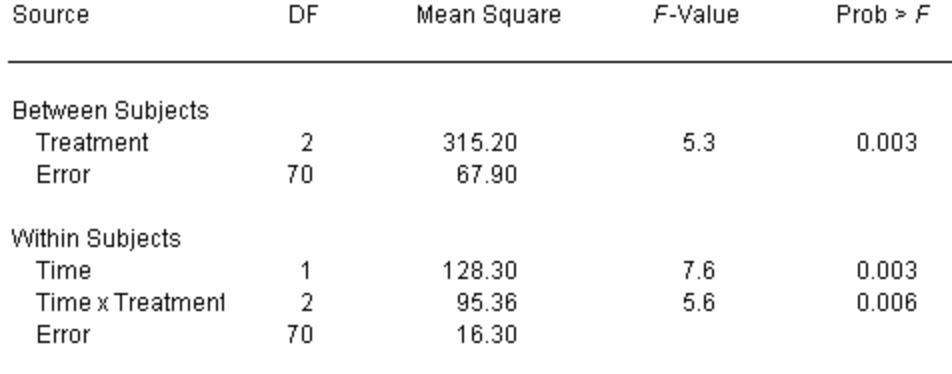 Source DF Mean Square F-Value Prob > F
Between Subjects
Treatment 2 315.20 5.3 0.003
Error 70 67.90
Within Subjects
Time 1 128.30 7.6 0.003
Time x Treatment 2 95.36 5.6 0.006
Error 70 16.30